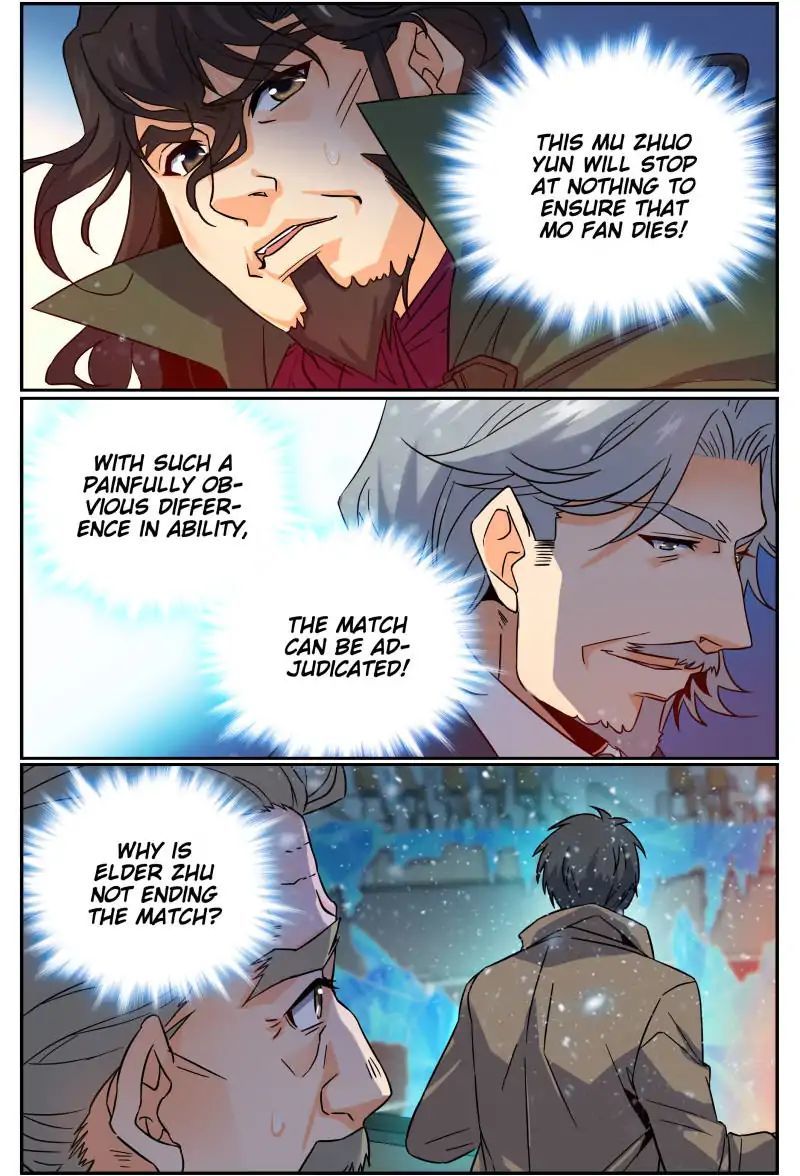 THIS MU ZHUO
YUN WILL STOP
AT NOTHING TO
ENSURE THAT
MO FAN DIES!
WITH SUCH A
PAINFULLY OB-
VIOUS DIFFER-
ENCE IN ABILITY,
THE MATCH
CAN BE AD-
JUDICATED!
WHY IS
ELDER ZHU
NOT ENDING
THE MATCH?